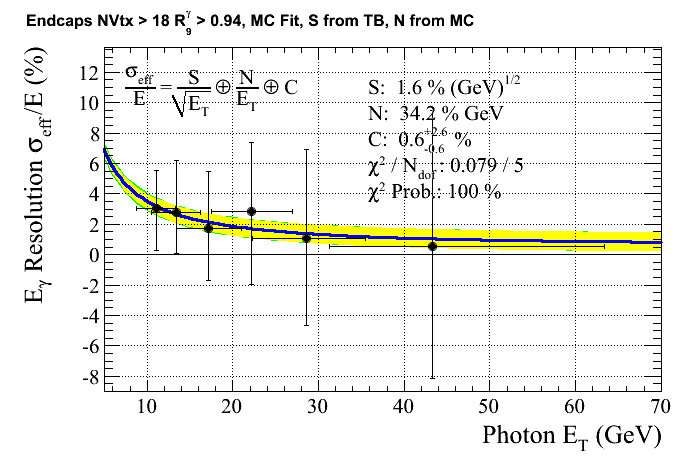 Endcaps NVtx > 18 R₉ᵞ > 0.94, MC Fit, S from TB, N from MC
σ_eff/E = S/√E_T ⊕ N/E_T ⊕ C
S: 1.6 % (GeV)^1/2
N: 34.2 % GeV
C: 0.6 +2.6 -0.6 %
χ² / N_dof : 0.079 / 5
χ² Prob.: 100 %
E_γ Resolution σ_eff/E (%)
12
10
8
6
4
2
0
-2
-4
-6
-8
10 20 30 40 50 60 70
Photon E_T (GeV)